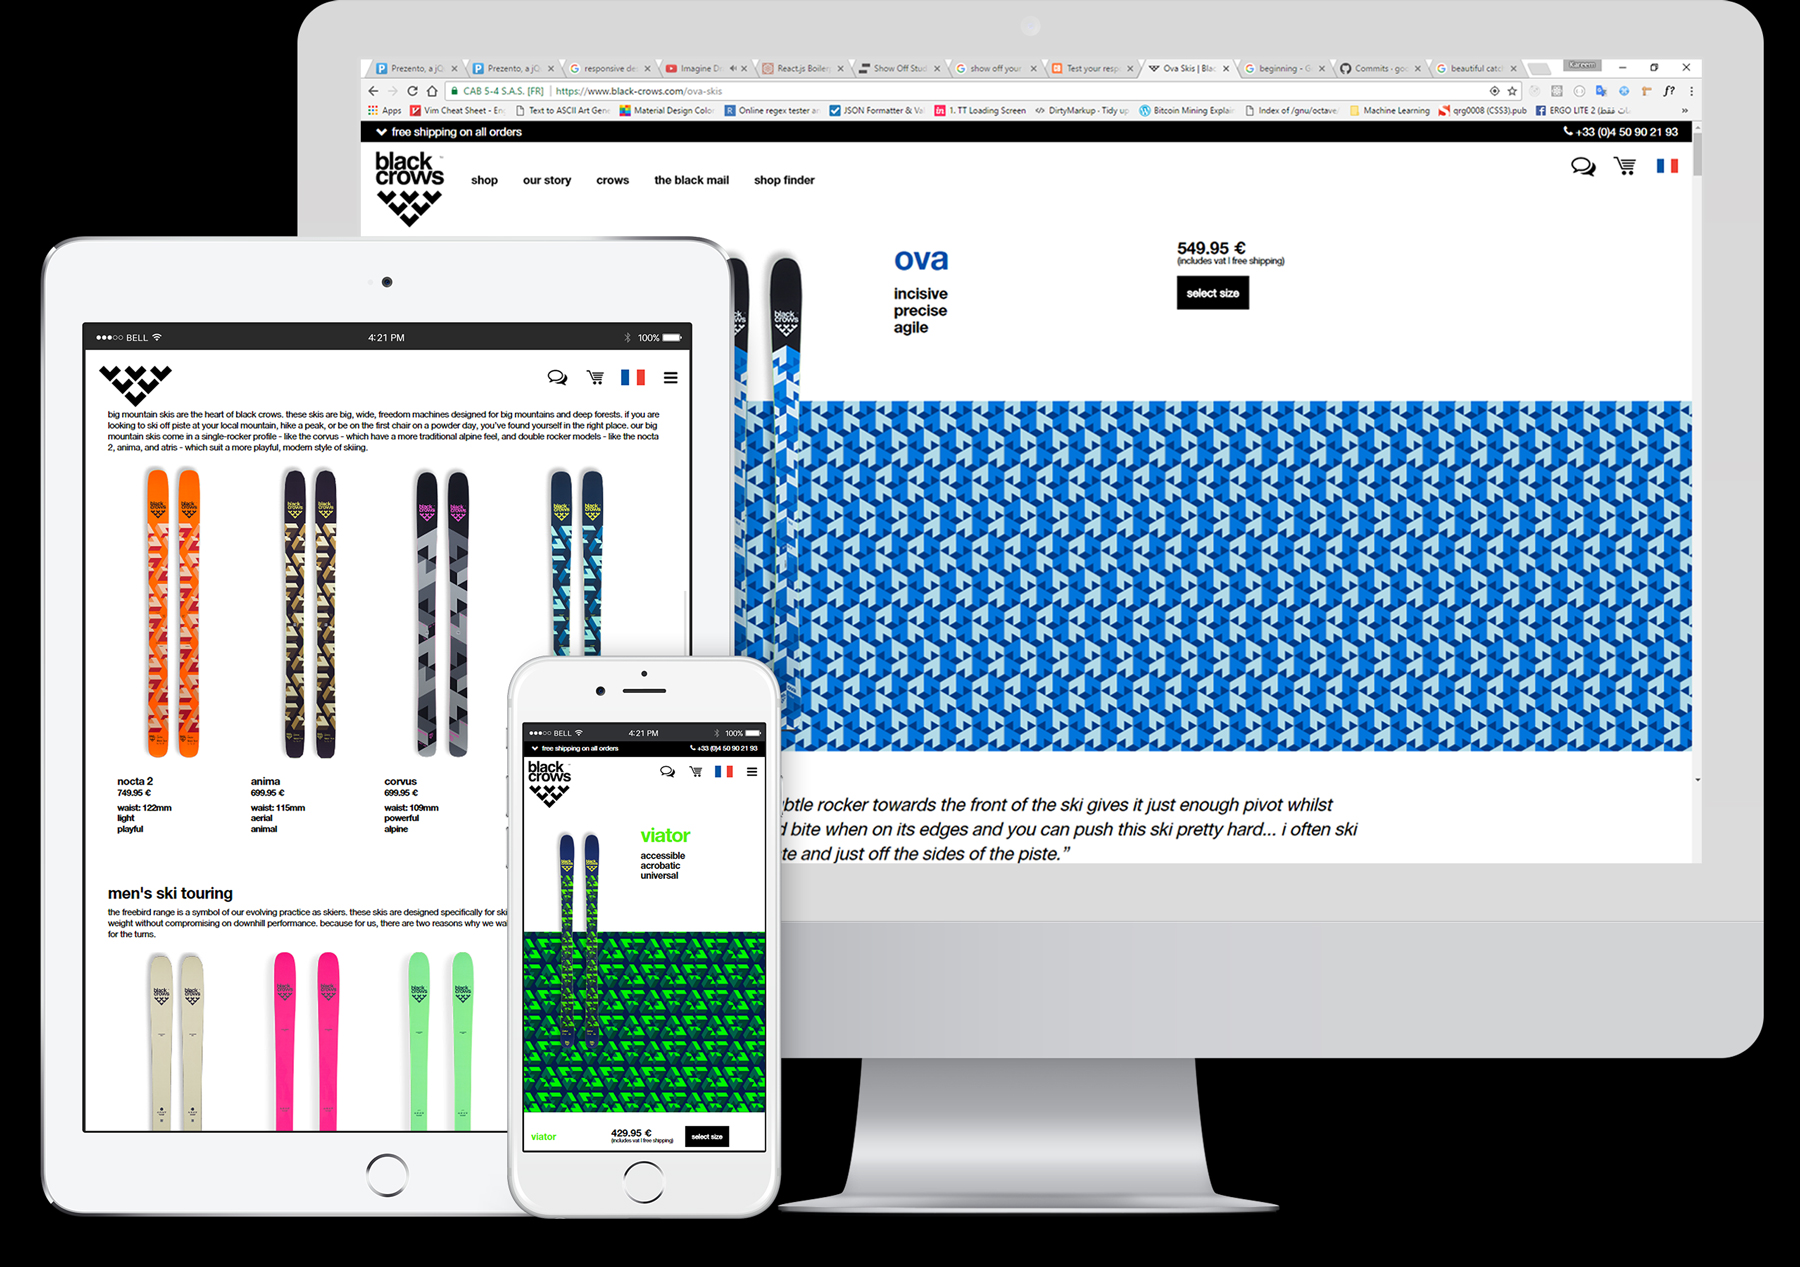 Prezento, a jQ
Prezento, a jQ
responsive de
Imagine D
React.js Boiler
Show Off Stud
show off your
Test your resp
Ova Skis | Blac
beginning - G
Commits · goo
beautiful catc
Kareem
CAB 5-4 S.A.S. [FR]
https://www.black-crows.com/ova-skis
Apps
Vim Cheat Sheet - En
Text to ASCII Art Gene
Material Design Color
Online regex tester a
JSON Formatter & Va
1. TT Loading Screen
DirtyMarkup - Tidy up
Bitcoin Mining Explai
Index of /gnu/octave
Machine Learning
qrg0008 (CSS3).pub
free shipping on all orders
+33 (0)4 50 90 21 93
black
crows
shop
our story
crows
the black mail
shop finder
ova
incisive
precise
agile
549.95 €
(includes vat | free shipping)
select size
black
crows
btle rocker towards the front of the ski gives it just enough pivot whilst
d bite when on its edges and you can push this ski pretty hard... i often ski
te and just off the sides of the piste.”
BELL
4:21 PM
100%
big mountain skis are the heart of black crows. these skis are big, wide, freedom machines designed for big mountains and deep forests. if you are
looking to ski off piste at your local mountain, hike a peak, or be on the first chair on a powder day, you've found yourself in the right place. our big
mountain skis come in a single-rocker profile - like the corvus - which have a more traditional alpine feel, and double rocker models - like the nocta
2, anima, and atris - which suit a more playful, modern style of skiing.
nocta 2
749.95 €
waist: 122mm
light
playful
anima
699.95 €
waist: 115mm
aerial
animal
corvus
699.95 €
waist: 109mm
powerful
alpine
men's ski touring
the freebird range is a symbol of our evolving practice as skiers. these skis are designed specifically for ski
weight without compromising on downhill performance. because for us, there are two reasons why we wal
for the turns.
BELL
4:21 PM
100%
free shipping on all orders
+33 (0)4 50 90 21 93
black
crows
viator
accessible
acrobatic
universal
viator
429.95 €
(includes vat | free shipping)
select size